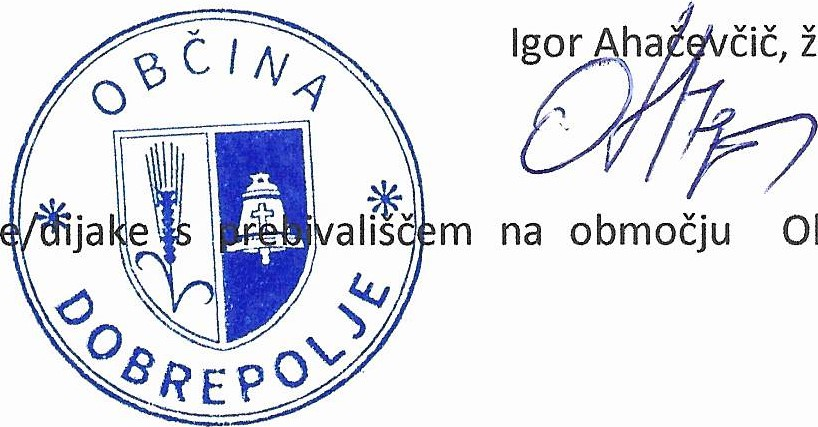 Igor Ahačevčič, ž
OBČINA
e/dijake s prebivališčem na območju Ob
DOBREPOLJE